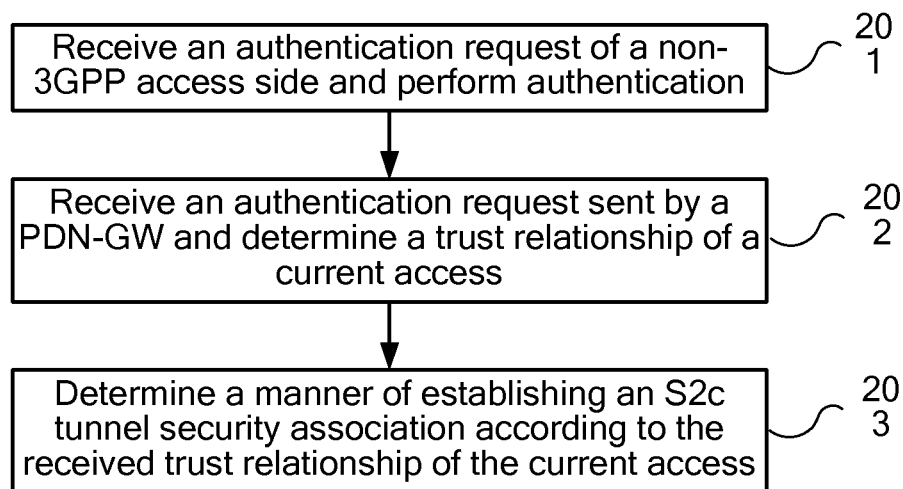 Receive an authentication request of a non-
3GPP access side and perform authentication
20
1
Receive an authentication request sent by a
PDN-GW and determine a trust relationship of a
current access
20
2
Determine a manner of establishing an S2c
tunnel security association according to the
received trust relationship of the current access
20
3